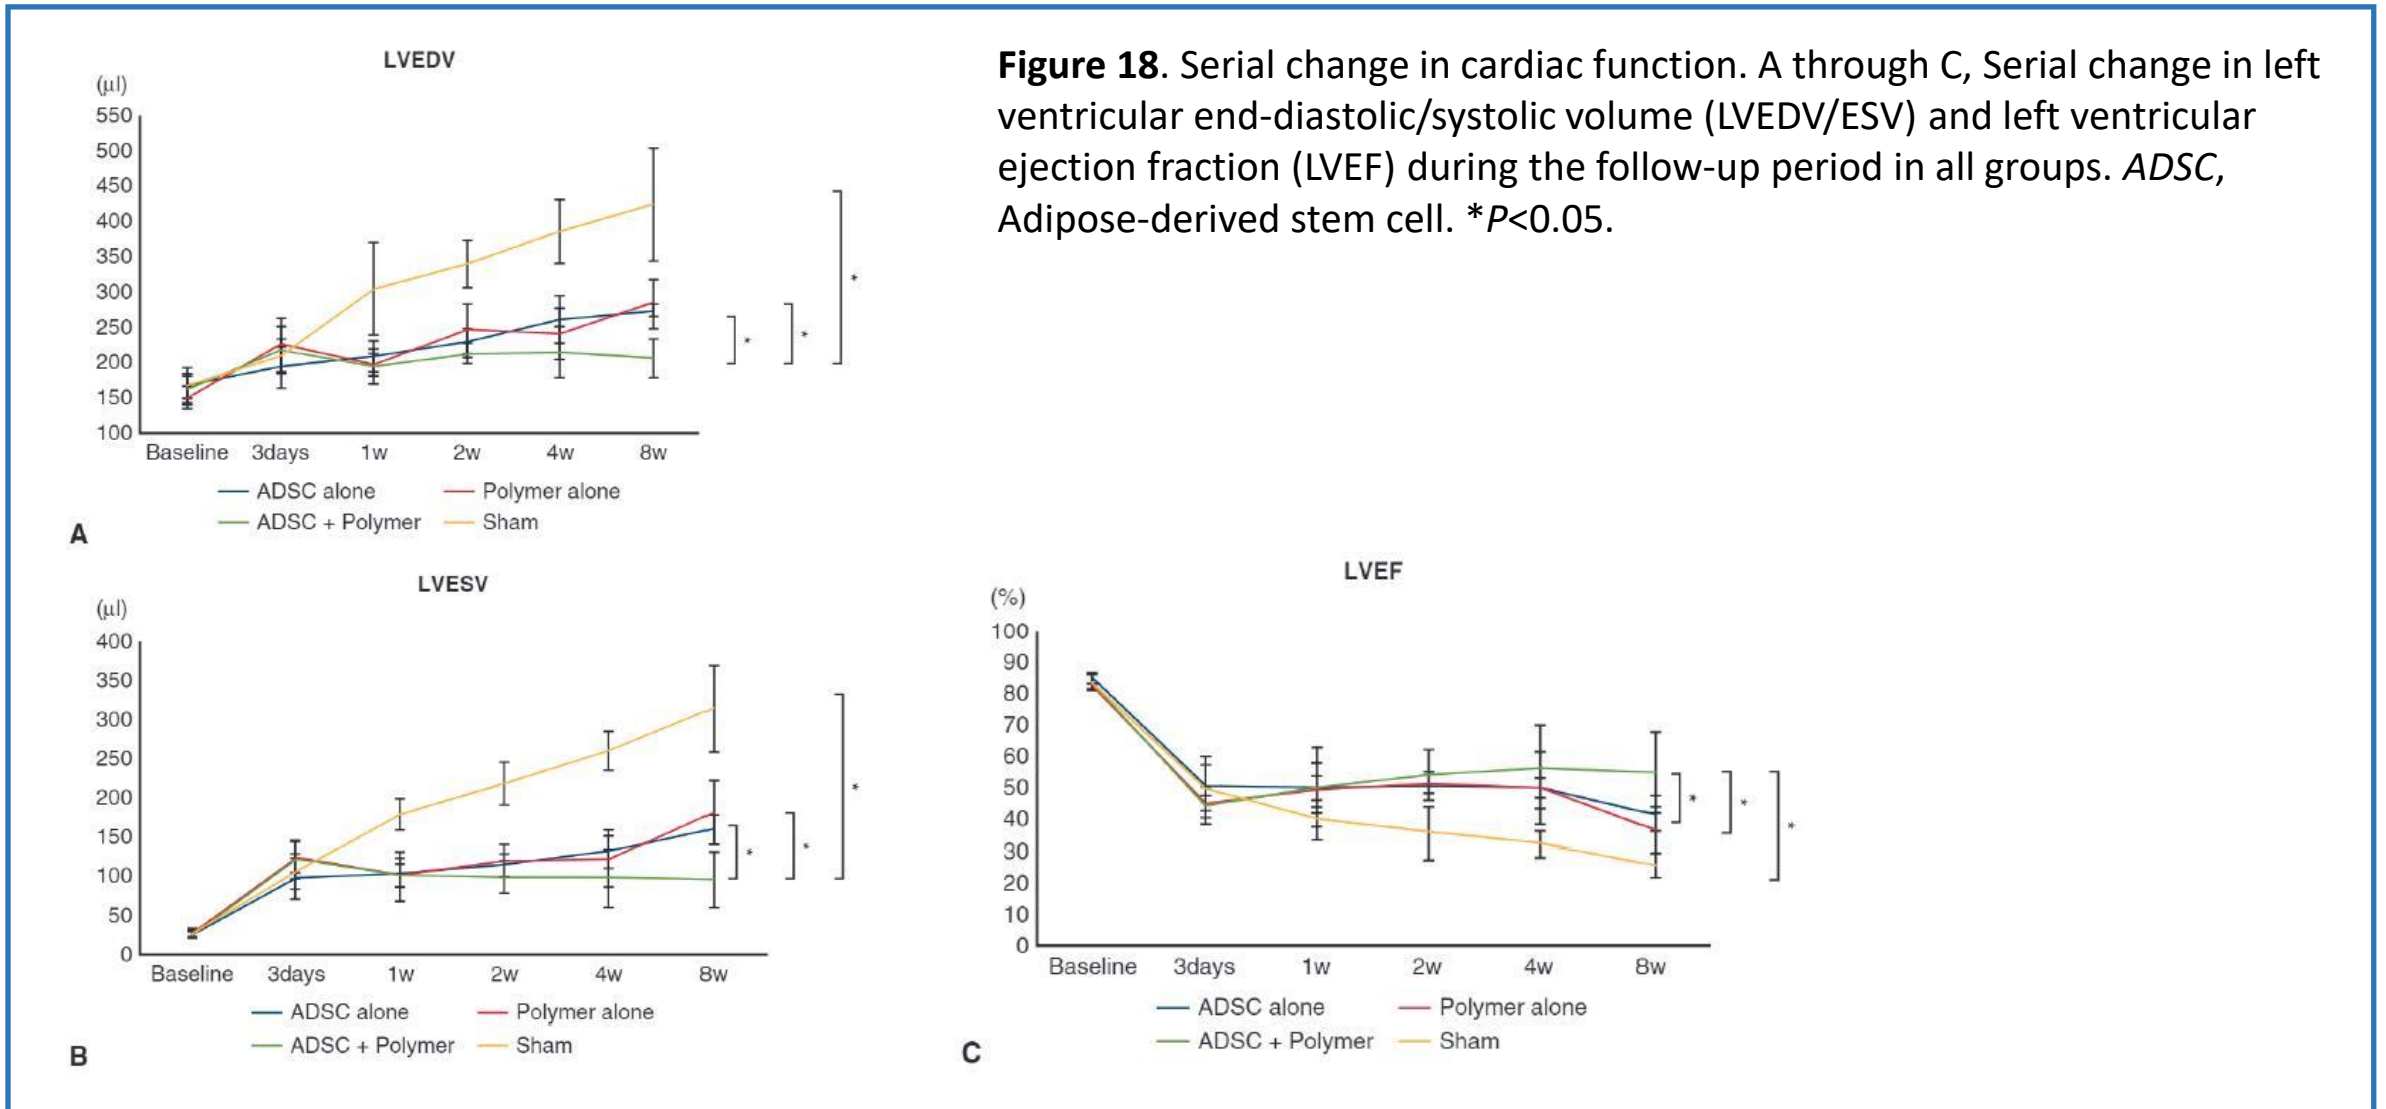 LVEDV
(µl)
550
500
450
400
350
300
250
200
150
100
*
*
*
Baseline 3days 1w 2w 4w 8w
ADSC alone Polymer alone
ADSC + Polymer Sham
A
Figure 18. Serial change in cardiac function. A through C, Serial change in left
ventricular end-diastolic/systolic volume (LVEDV/ESV) and left ventricular
ejection fraction (LVEF) during the follow-up period in all groups. ADSC,
Adipose-derived stem cell. *P<0.05.
LVESV
(µl)
400
350
300
250
200
150
100
50
0
*
*
*
Baseline 3days 1w 2w 4w 8w
ADSC alone Polymer alone
ADSC + Polymer Sham
B
LVEF
(%)
100
90
80
70
60
50
40
30
20
10
0
*
*
*
Baseline 3days 1w 2w 4w 8w
ADSC alone Polymer alone
ADSC + Polymer Sham
C